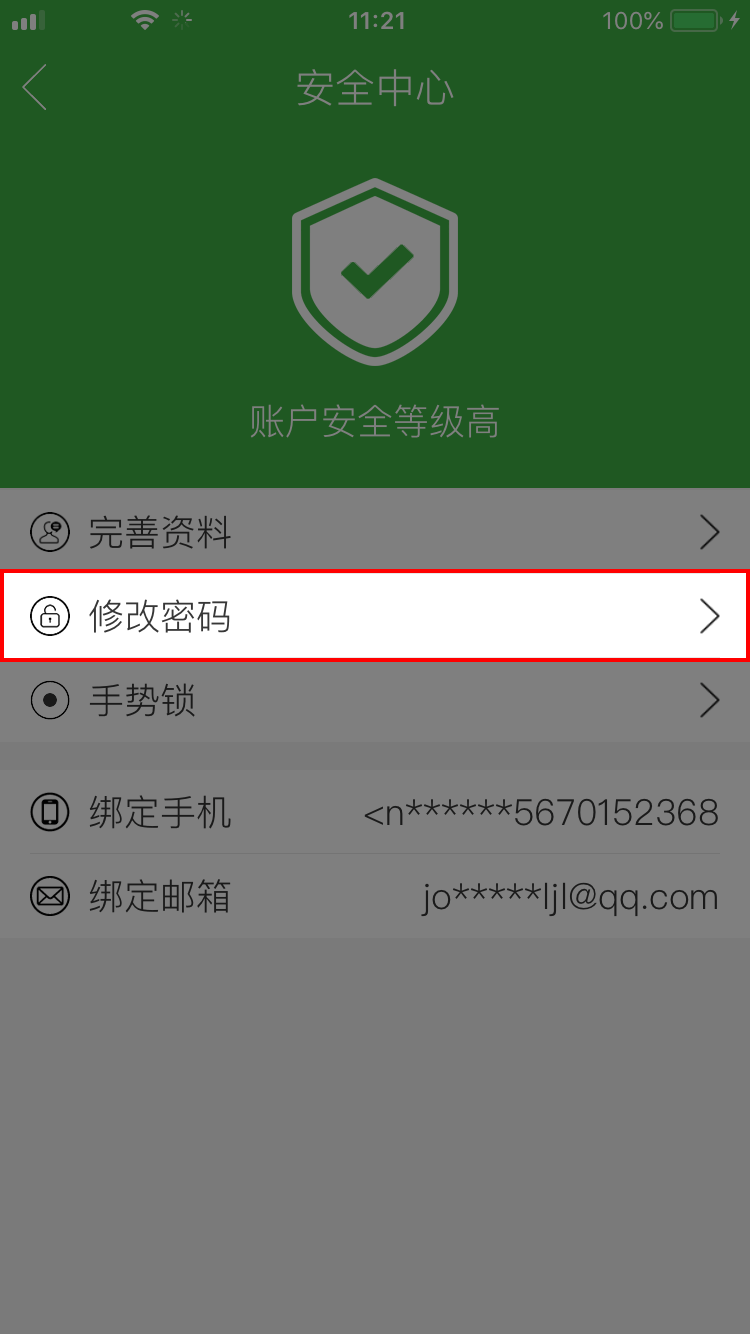 11:21
100%
安全中心
账户安全等级高
完善资料
修改密码
手势锁
绑定手机 <n******5670152368
绑定邮箱 jo*****ljl@qq.com